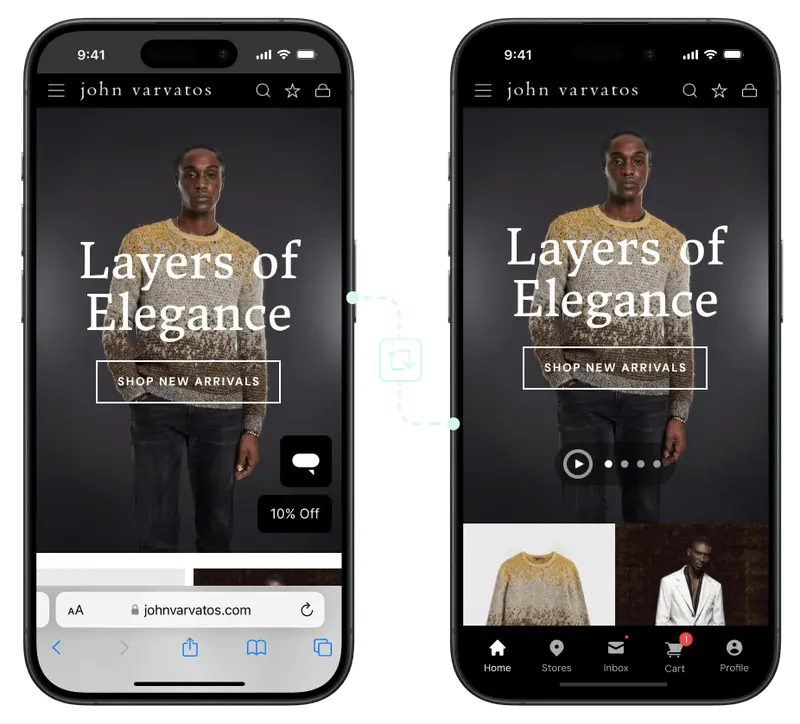 9:41
john varvatos
Layers of
Elegance
SHOP NEW ARRIVALS
10% Off
AA
johnvarvatos.com
9:41
john varvatos
Layers of
Elegance
SHOP NEW ARRIVALS
1
Home
Stores
Inbox
Cart
Profile